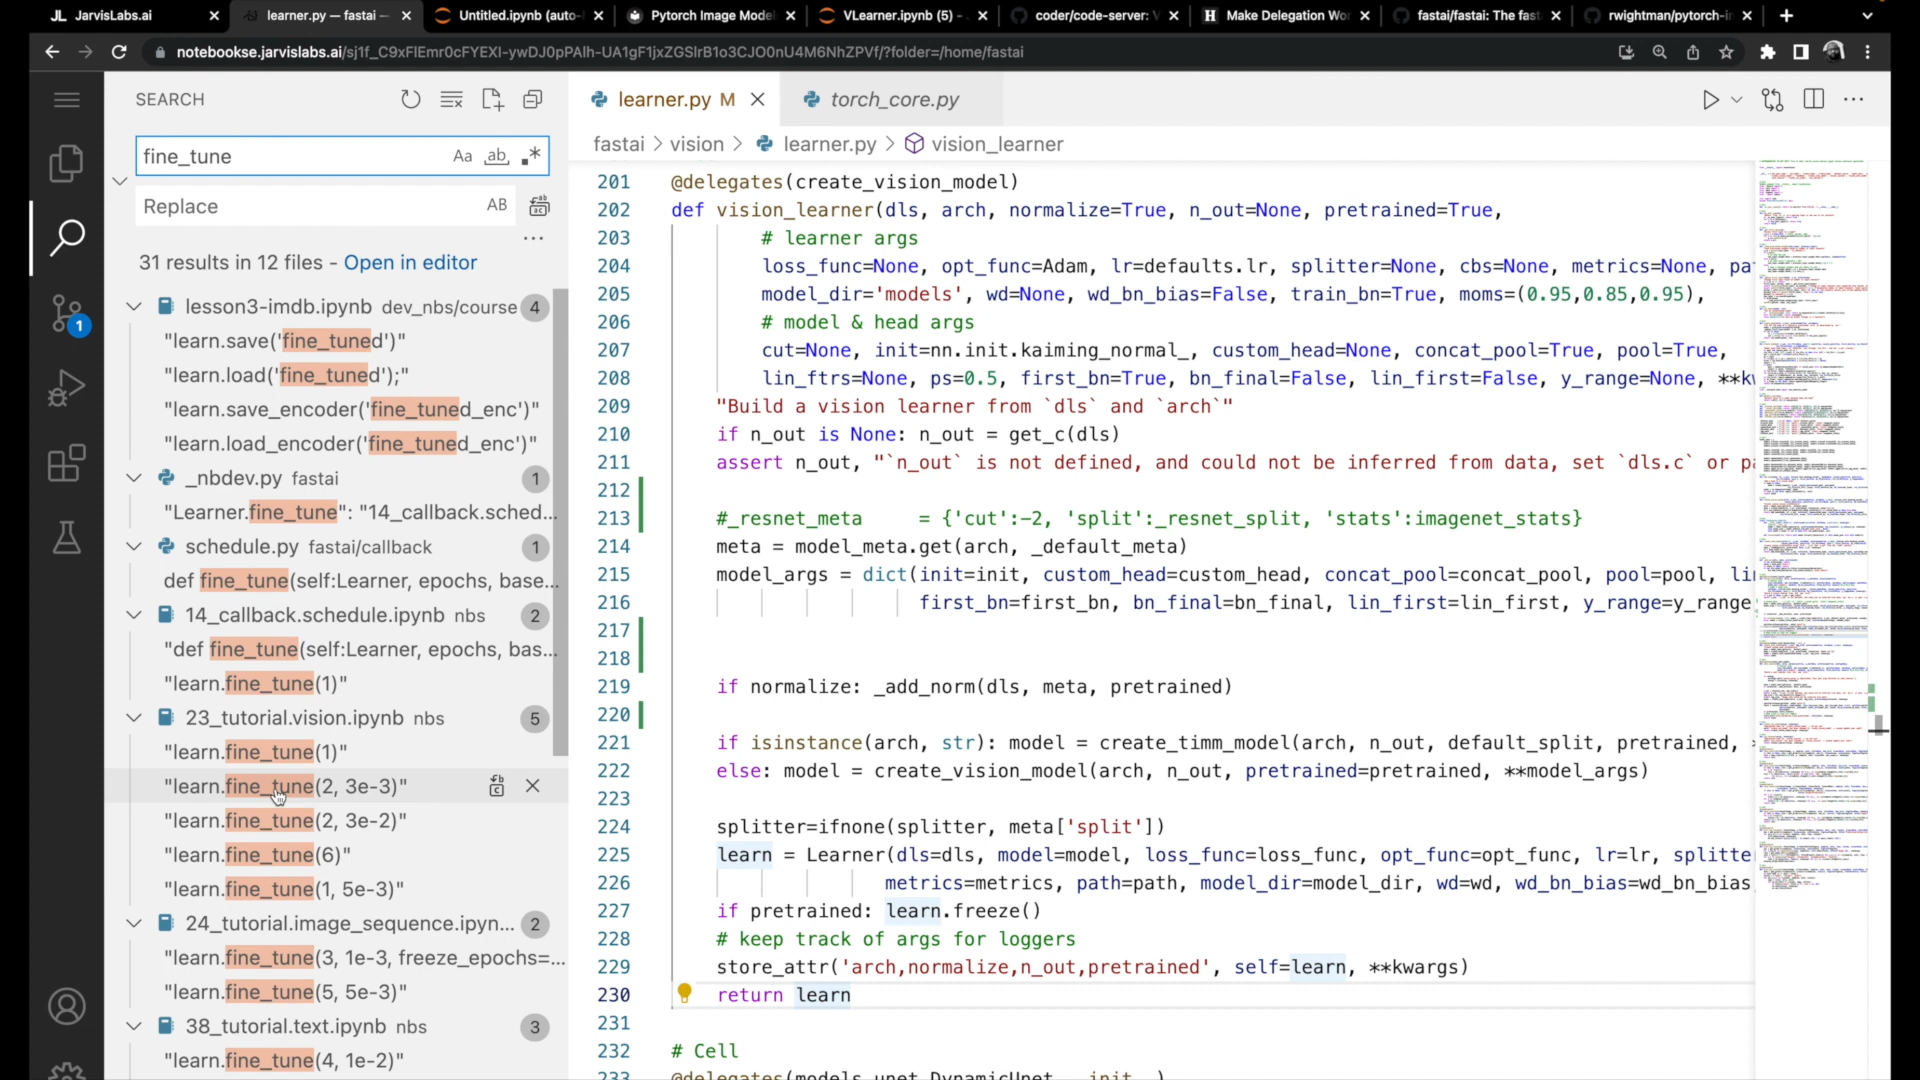 JarvisLabs.ai
learner.py — fastai —
Untitled.ipynb (auto-
Pytorch Image Mode
VLearner.ipynb (5) -
coder/code-server: V
Make Delegation Wo
fastai/fastai: The fast
rwightman/pytorch-i
notebookse.jarvislabs.ai/sj1f_C9xFlEmr0cFYEXI-ywDJ0pPAlh-UA1gF1jxZGSlrB1o3CJO0nU4M6NhZPVf/?folder=/home/fastai
SEARCH
fine_tune
Aa ab
Replace
AB
31 results in 12 files - Open in editor
lesson3-imdb.ipynb dev_nbs/course 4
"learn.save('fine_tuned')"
"learn.load('fine_tuned');"
"learn.save_encoder('fine_tuned_enc')"
"learn.load_encoder('fine_tuned_enc')"
_nbdev.py fastai 1
"Learner.fine_tune": "14_callback.sched...
schedule.py fastai/callback 1
def fine_tune(self:Learner, epochs, base...
14_callback.schedule.ipynb nbs 2
"def fine_tune(self:Learner, epochs, bas...
"learn.fine_tune(1)"
23_tutorial.vision.ipynb nbs 5
"learn.fine_tune(1)"
"learn.fine_tune(2, 3e-3)"
"learn.fine_tune(2, 3e-2)"
"learn.fine_tune(6)"
"learn.fine_tune(1, 5e-3)"
24_tutorial.image_sequence.ipyn... 2
"learn.fine_tune(3, 1e-3, freeze_epochs=...
"learn.fine_tune(5, 5e-3)"
38_tutorial.text.ipynb nbs 3
"learn.fine_tune(4, 1e-2)"
1
learner.py M
torch_core.py
fastai > vision > learner.py > vision_learner
201 @delegates(create_vision_model)
202 def vision_learner(dls, arch, normalize=True, n_out=None, pretrained=True,
203 # learner args
204 loss_func=None, opt_func=Adam, lr=defaults.lr, splitter=None, cbs=None, metrics=None, pa
205 model_dir='models', wd=None, wd_bn_bias=False, train_bn=True, moms=(0.95,0.85,0.95),
206 # model & head args
207 cut=None, init=nn.init.kaiming_normal_, custom_head=None, concat_pool=True, pool=True,
208 lin_ftrs=None, ps=0.5, first_bn=True, bn_final=False, lin_first=False, y_range=None, **kw
209 "Build a vision learner from `dls` and `arch`"
210 if n_out is None: n_out = get_c(dls)
211 assert n_out, "`n_out` is not defined, and could not be inferred from data, set `dls.c` or pa
212
213 #_resnet_meta = {'cut':-2, 'split':_resnet_split, 'stats':imagenet_stats}
214 meta = model_meta.get(arch, _default_meta)
215 model_args = dict(init=init, custom_head=custom_head, concat_pool=concat_pool, pool=pool, li
216 first_bn=first_bn, bn_final=bn_final, lin_first=lin_first, y_range=y_range
217
218
219 if normalize: _add_norm(dls, meta, pretrained)
220
221 if isinstance(arch, str): model = create_timm_model(arch, n_out, default_split, pretrained,
222 else: model = create_vision_model(arch, n_out, pretrained=pretrained, **model_args)
223
224 splitter=ifnone(splitter, meta['split'])
225 learn = Learner(dls=dls, model=model, loss_func=loss_func, opt_func=opt_func, lr=lr, splitte
226 metrics=metrics, path=path, model_dir=model_dir, wd=wd, wd_bn_bias=wd_bn_bias
227 if pretrained: learn.freeze()
228 # keep track of args for loggers
229 store_attr('arch,normalize,n_out,pretrained', self=learn, **kwargs)
230 return learn
231
232 # Cell
233 @delegates(models.unet.DynamicUnet.__init__)